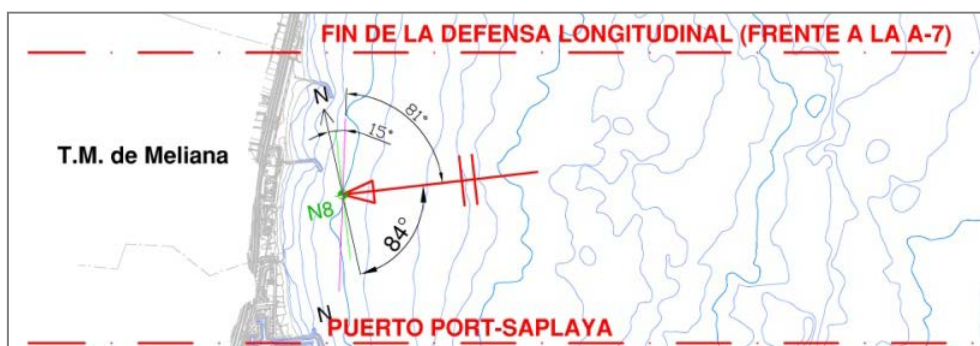 FIN DE LA DEFENSA LONGITUDINAL (FRENTE A LA A-7)
N
81°
15°
T.M. de Meliana
N8
84°
N
PUERTO PORT-SAPLAYA